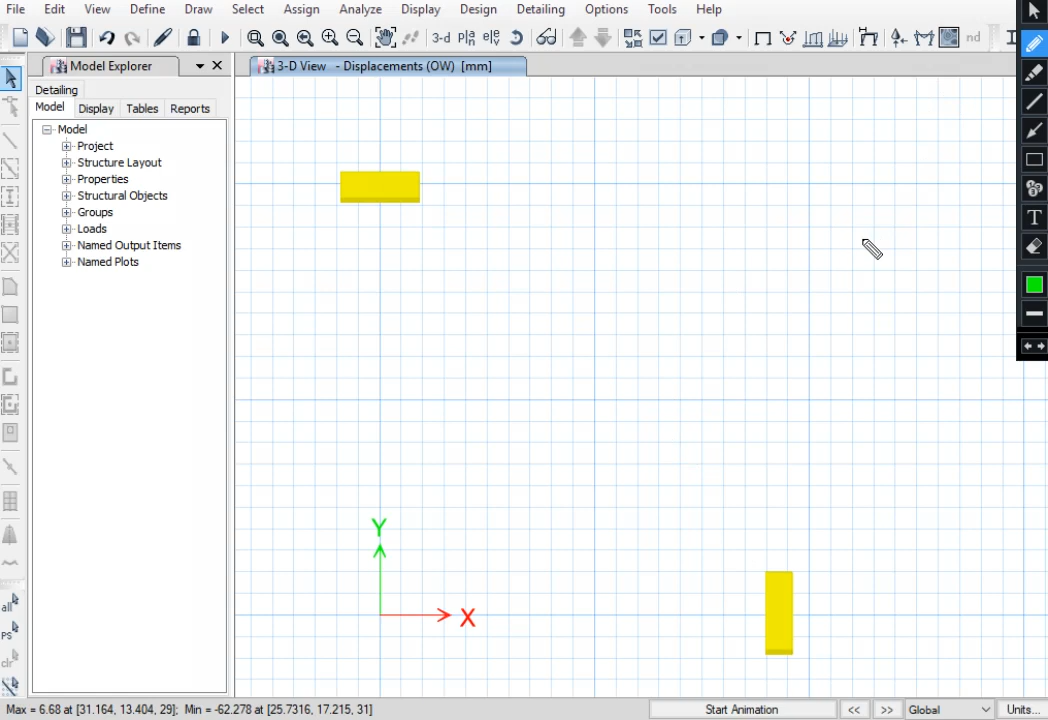 File Edit View Define Draw Select Assign Analyze Display Design Detailing Options Tools Help
3-d pla ele nd
Model Explorer
3-D View - Displacements (OW) [mm]
Detailing
Model Display Tables Reports
Model
Project
Structure Layout
Properties
Structural Objects
Groups
Loads
Named Output Items
Named Plots
T
Y
X
all
PS
clr
Max = 6.68 at [31.164, 13.404, 29]; Min = -62.278 at [25.7316, 17.215, 31]
Start Animation << >> Global Units...